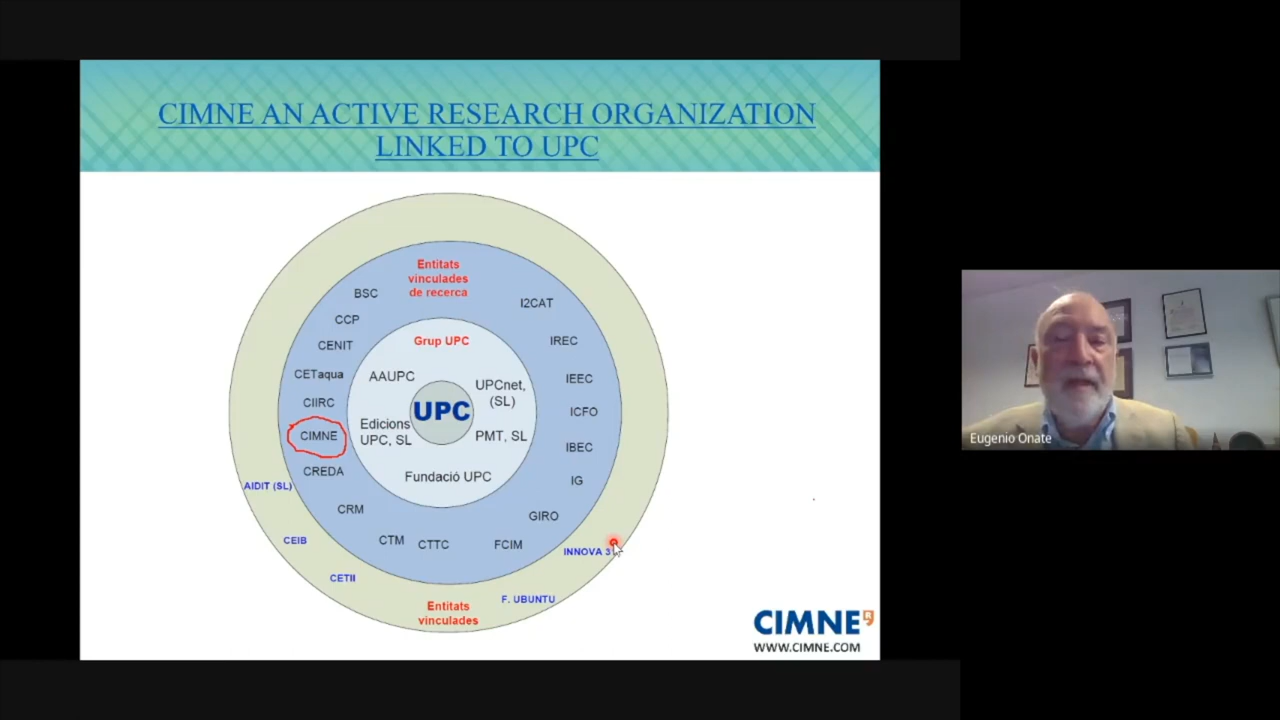 CIMNE AN ACTIVE RESEARCH ORGANIZATION
LINKED TO UPC
Entitats
vinculades
de recerca
BSC
I2CAT
CCP
Grup UPC
IREC
CENIT
CETaqua
AAUPC
UPCnet,
(SL)
IEEC
CIIRC
UPC
ICFO
CIMNE
Edicions
UPC, SL
PMT, SL
IBEC
CREDA
Fundació UPC
IG
AIDIT (SL)
CRM
GIRO
CEIB
CTM
CTTC
FCIM
INNOVA
CETII
F. UBUNTU
Entitats
vinculades
CIMNE
WWW.CIMNE.COM
Eugenio Onate